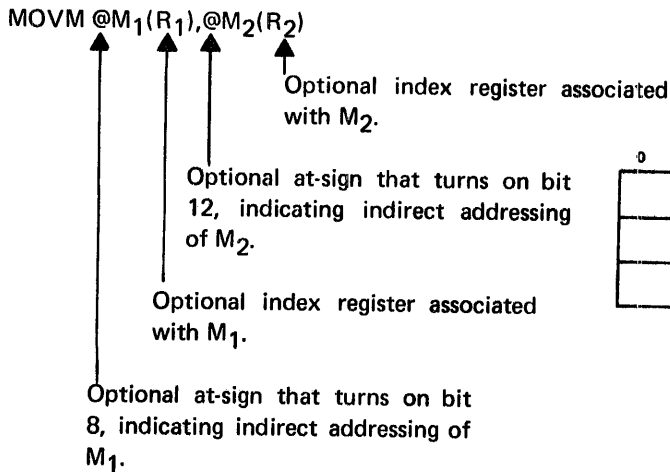 MOVM @M1(R1),@M2(R2)
Optional index register associated
with M2.
0
Optional at-sign that turns on bit
12, indicating indirect addressing
of M2.
Optional index register associated
with M1.
Optional at-sign that turns on bit
8, indicating indirect addressing of
M1.